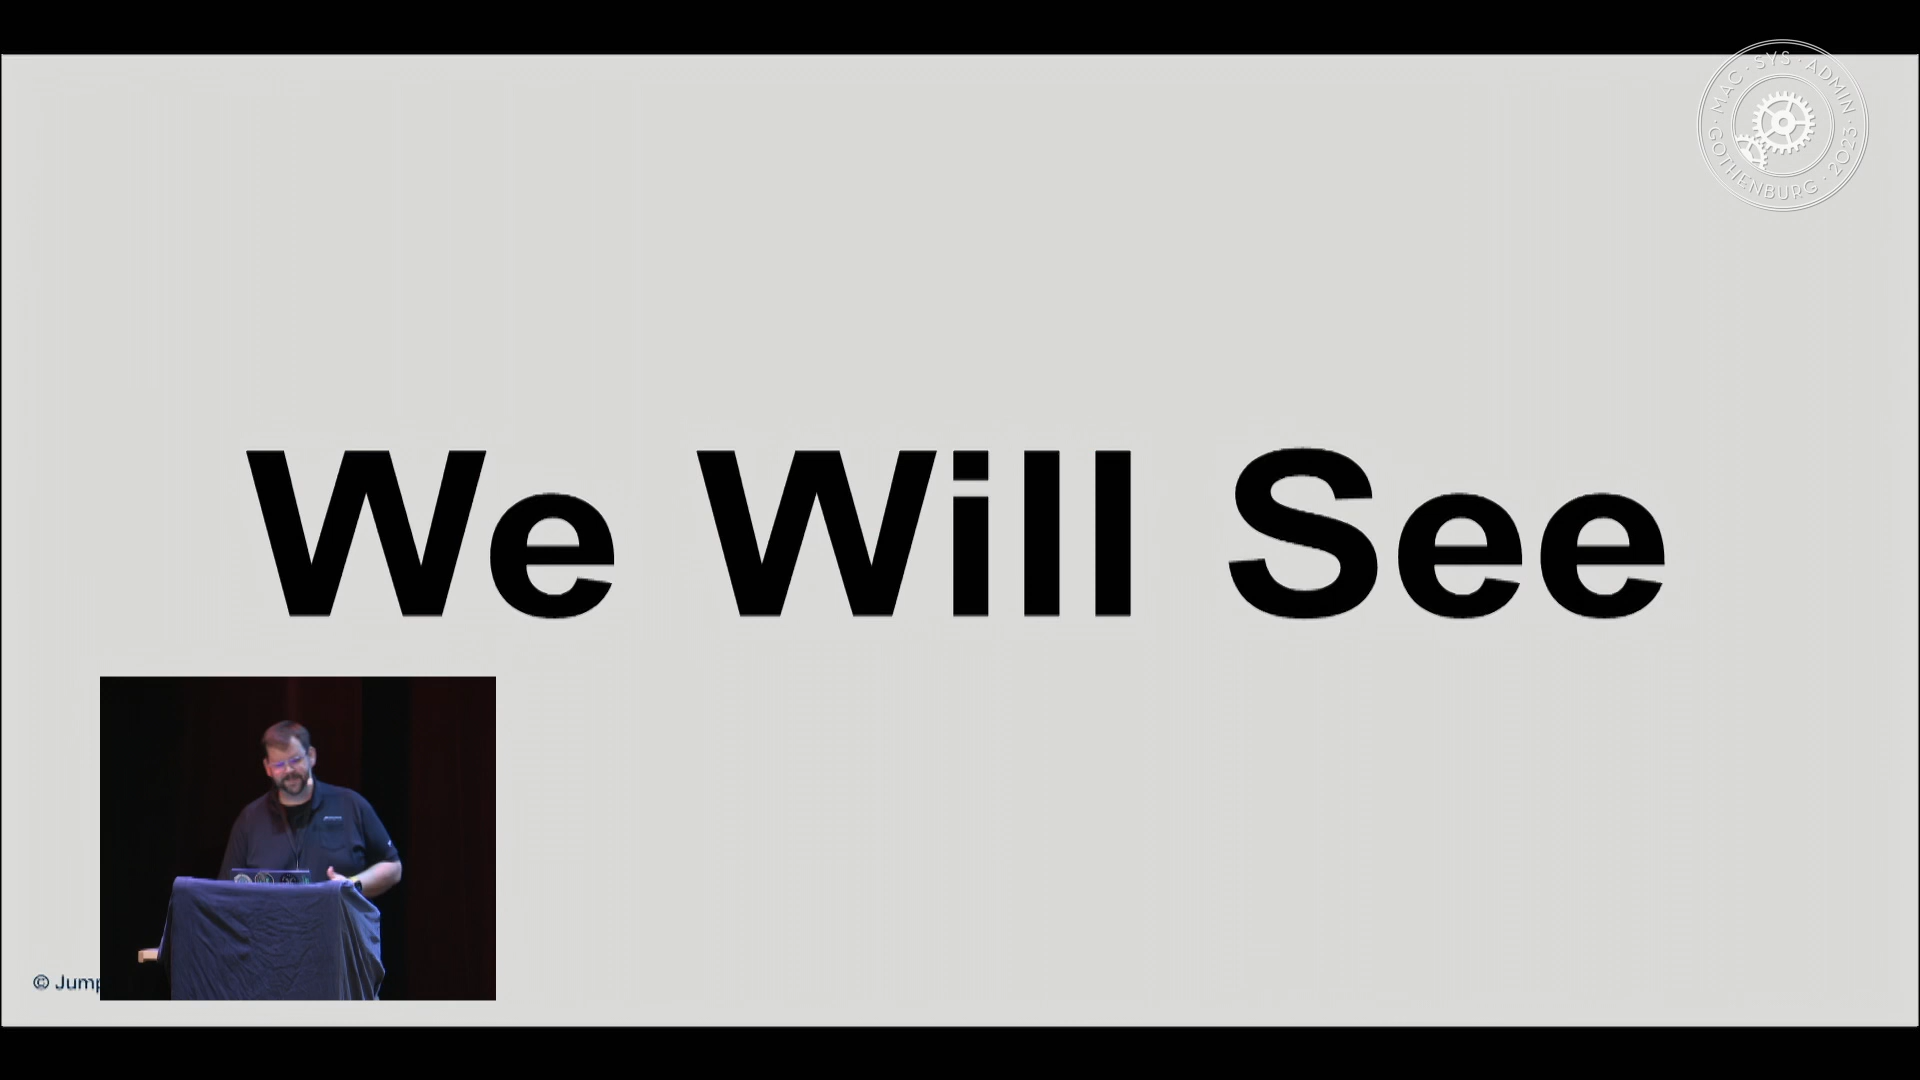 MAC · SYS · ADMIN
· GOTHENBURG · 2023
We Will See
© Jump